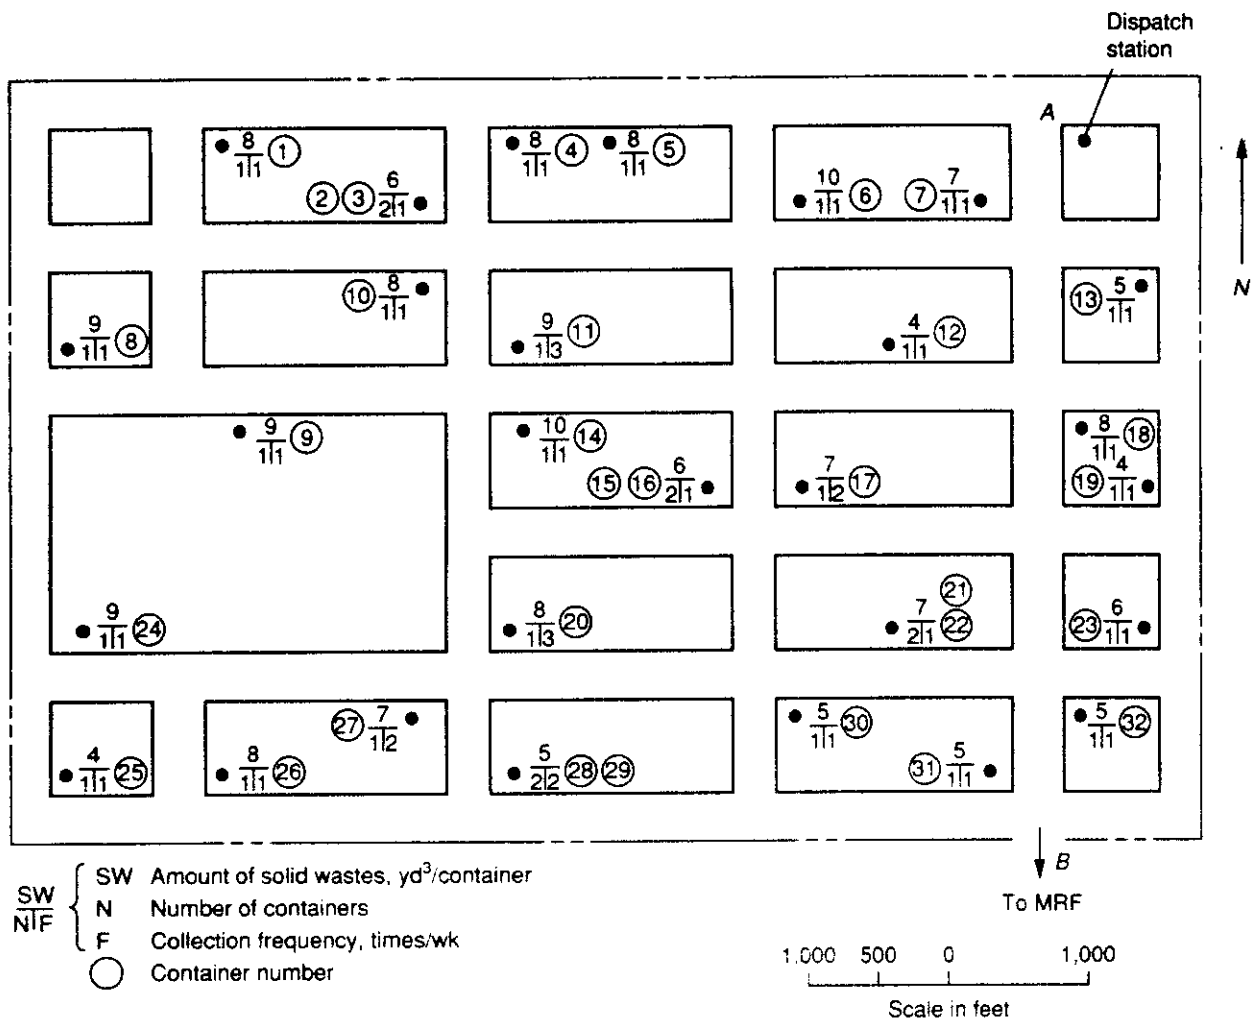 Dispatch
station
A
8
1 1 1
8
1 1 4
8
1 1 5
2 3 6
2 1
10
1 1 6
7 7
1 1
N
9
1 1 8
10 8
1 1
9
1 3 11
4
1 1 12
13 5
1 1
9
1 1 9
10
1 1 14
15 16 6
2 1
7
1 2 17
8
1 1 18
19 4
1 1
9
1 1 24
8
1 3 20
21
7
2 1 22
23 6
1 1
4
1 1 25
8
1 1 26
27 7
1 2
5
2 2 28 29
5
1 1 30
31 5
1 1
5
1 1 32
B
To MRF
SW
N F
SW Amount of solid wastes, yd³/container
N Number of containers
F Collection frequency, times/wk
Container number
1,000 500 0 1,000
Scale in feet